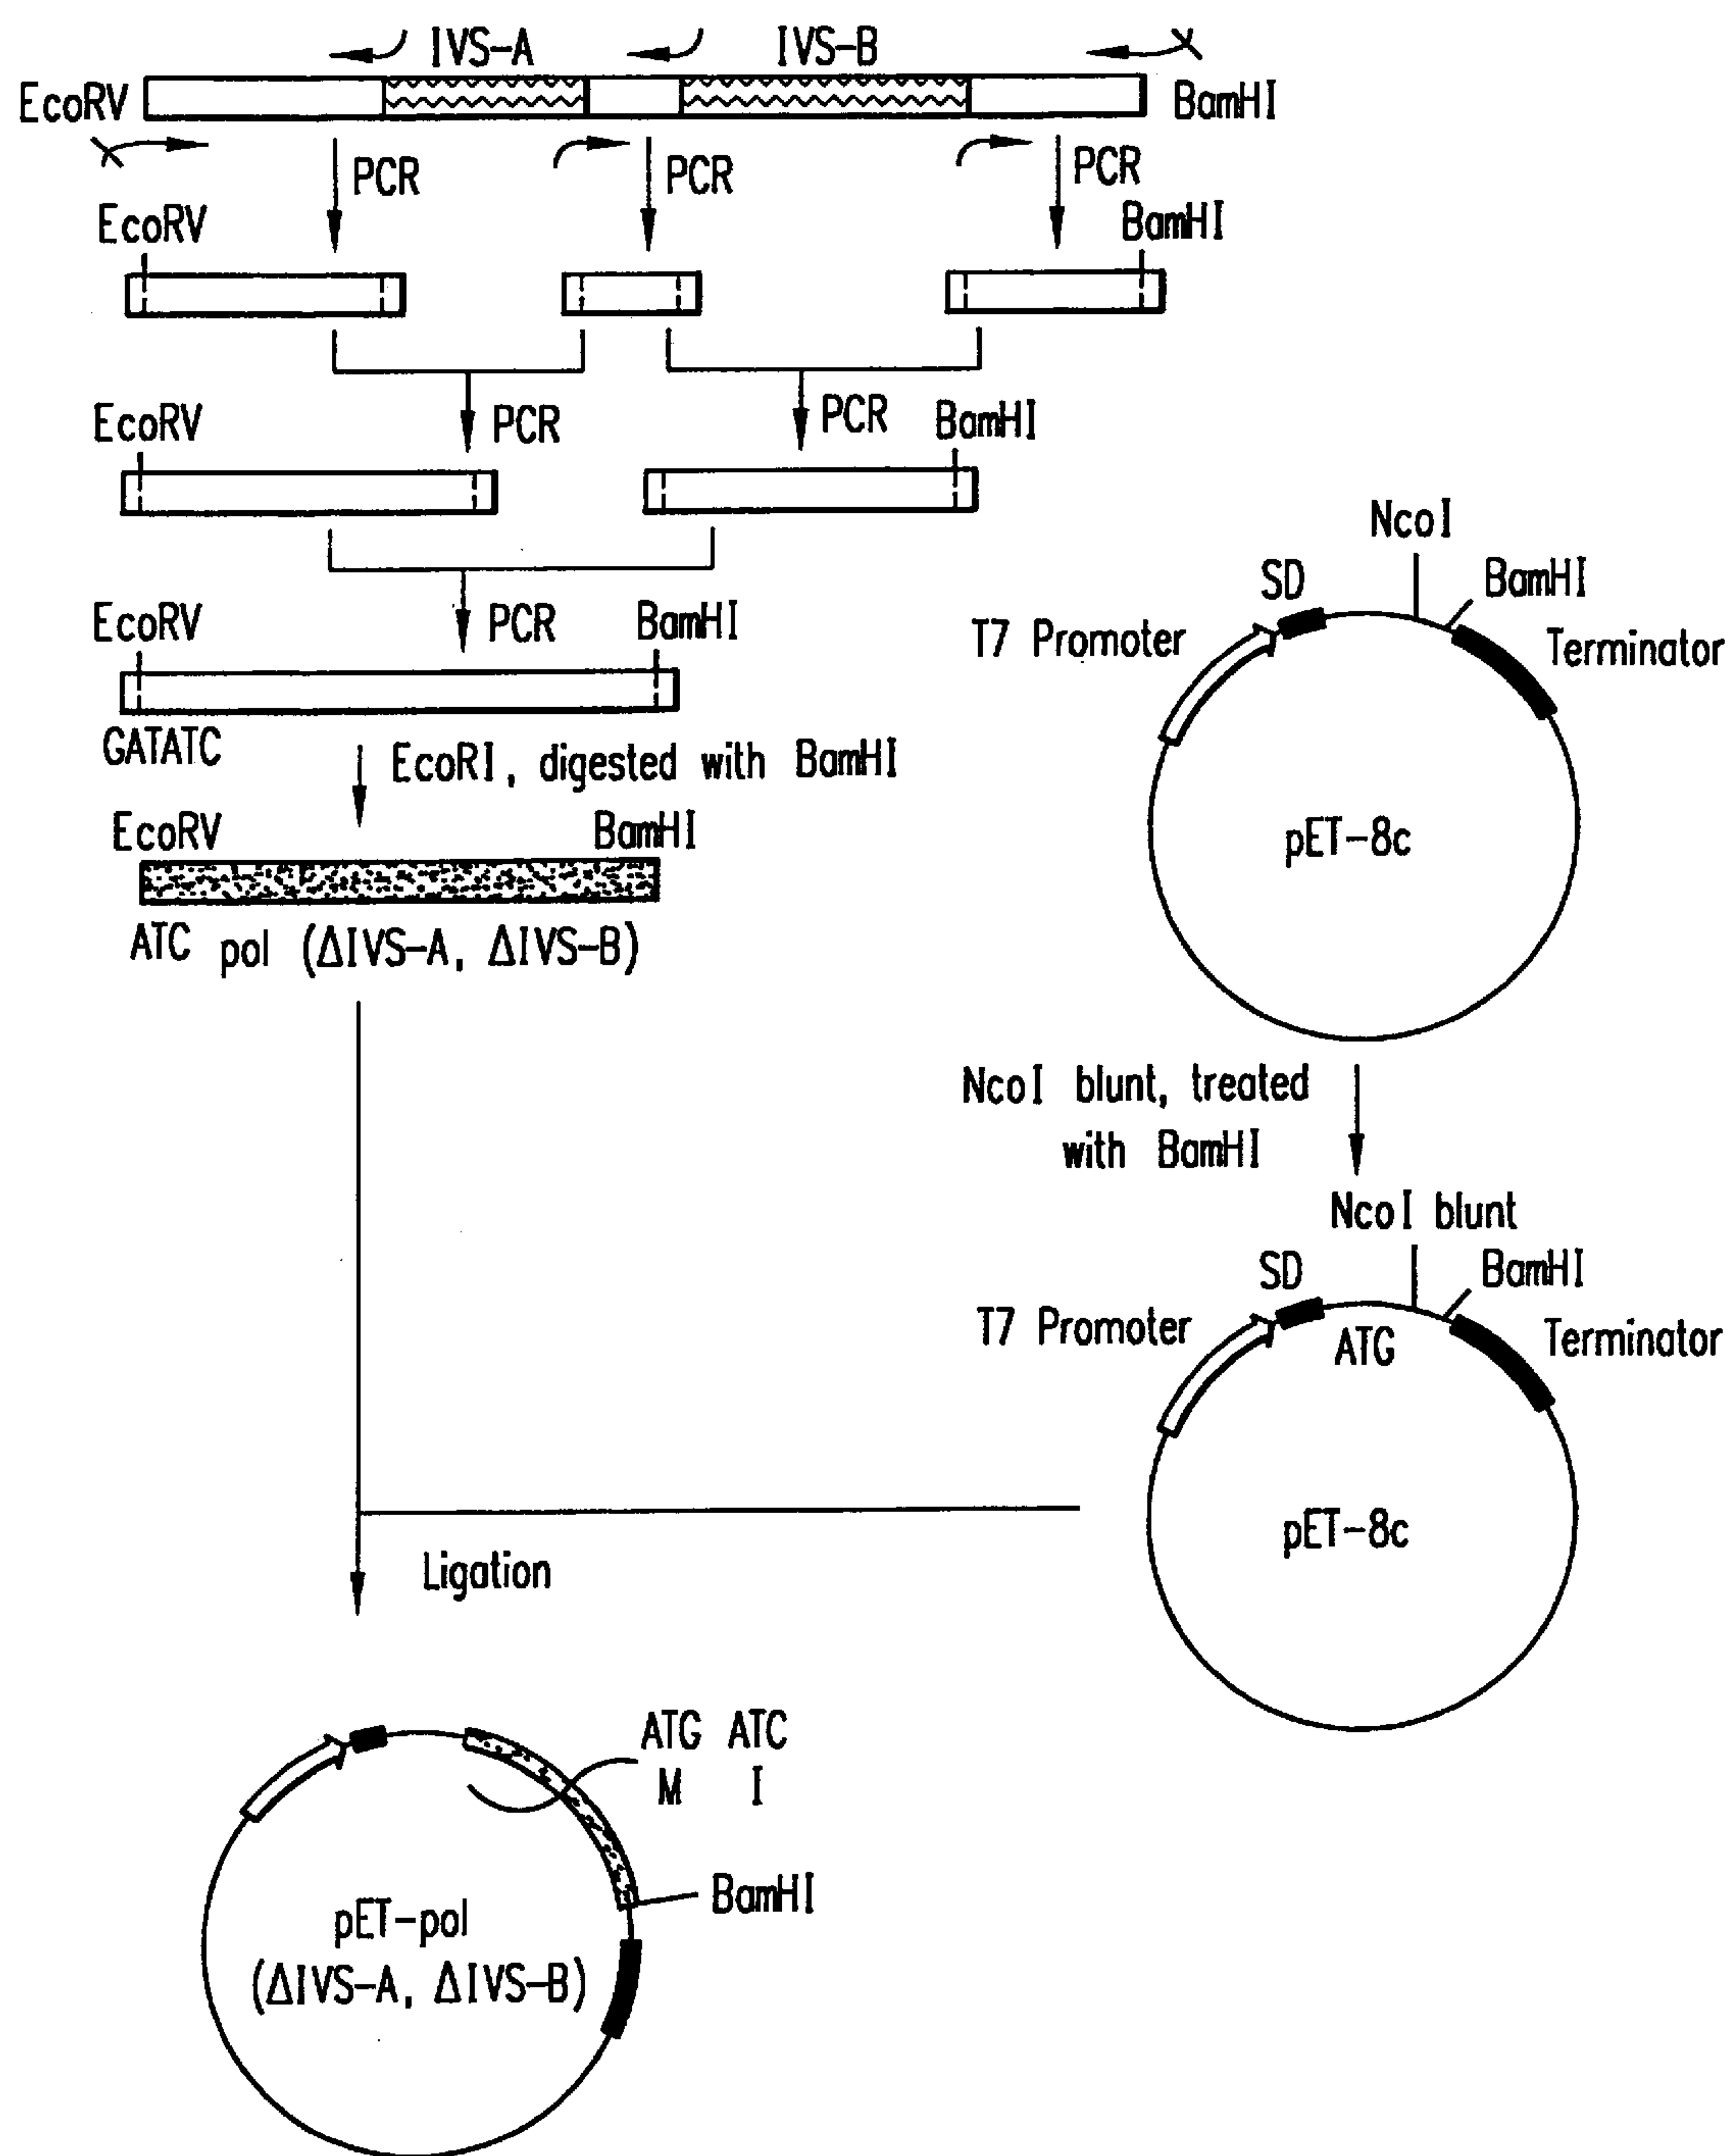 IVS-A
IVS-B
EcoRV
BamHI
PCR
PCR
PCR
EcoRV
BamHI
EcoRV
PCR
PCR
BamHI
EcoRV
PCR
BamHI
GATATC
EcoRI, digested with BamHI
EcoRV
BamHI
ATC pol (ΔIVS-A, ΔIVS-B)
NcoI
SD
BamHI
T7 Promoter
Terminator
pET-8c
NcoI blunt, treated
with BamHI
NcoI blunt
SD
BamHI
T7 Promoter
ATG
Terminator
pET-8c
Ligation
ATG ATC
M I
BamHI
pET-pol
(ΔIVS-A, ΔIVS-B)